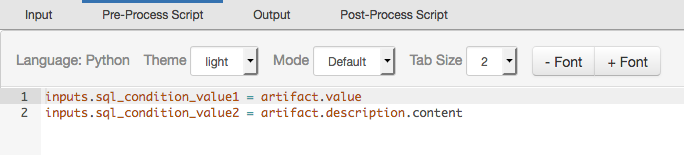 Input Pre-Process Script Output Post-Process Script
Language: Python Theme light Mode Default Tab Size 2 - Font + Font
1 inputs.sql_condition_value1 = artifact.value
2 inputs.sql_condition_value2 = artifact.description.content